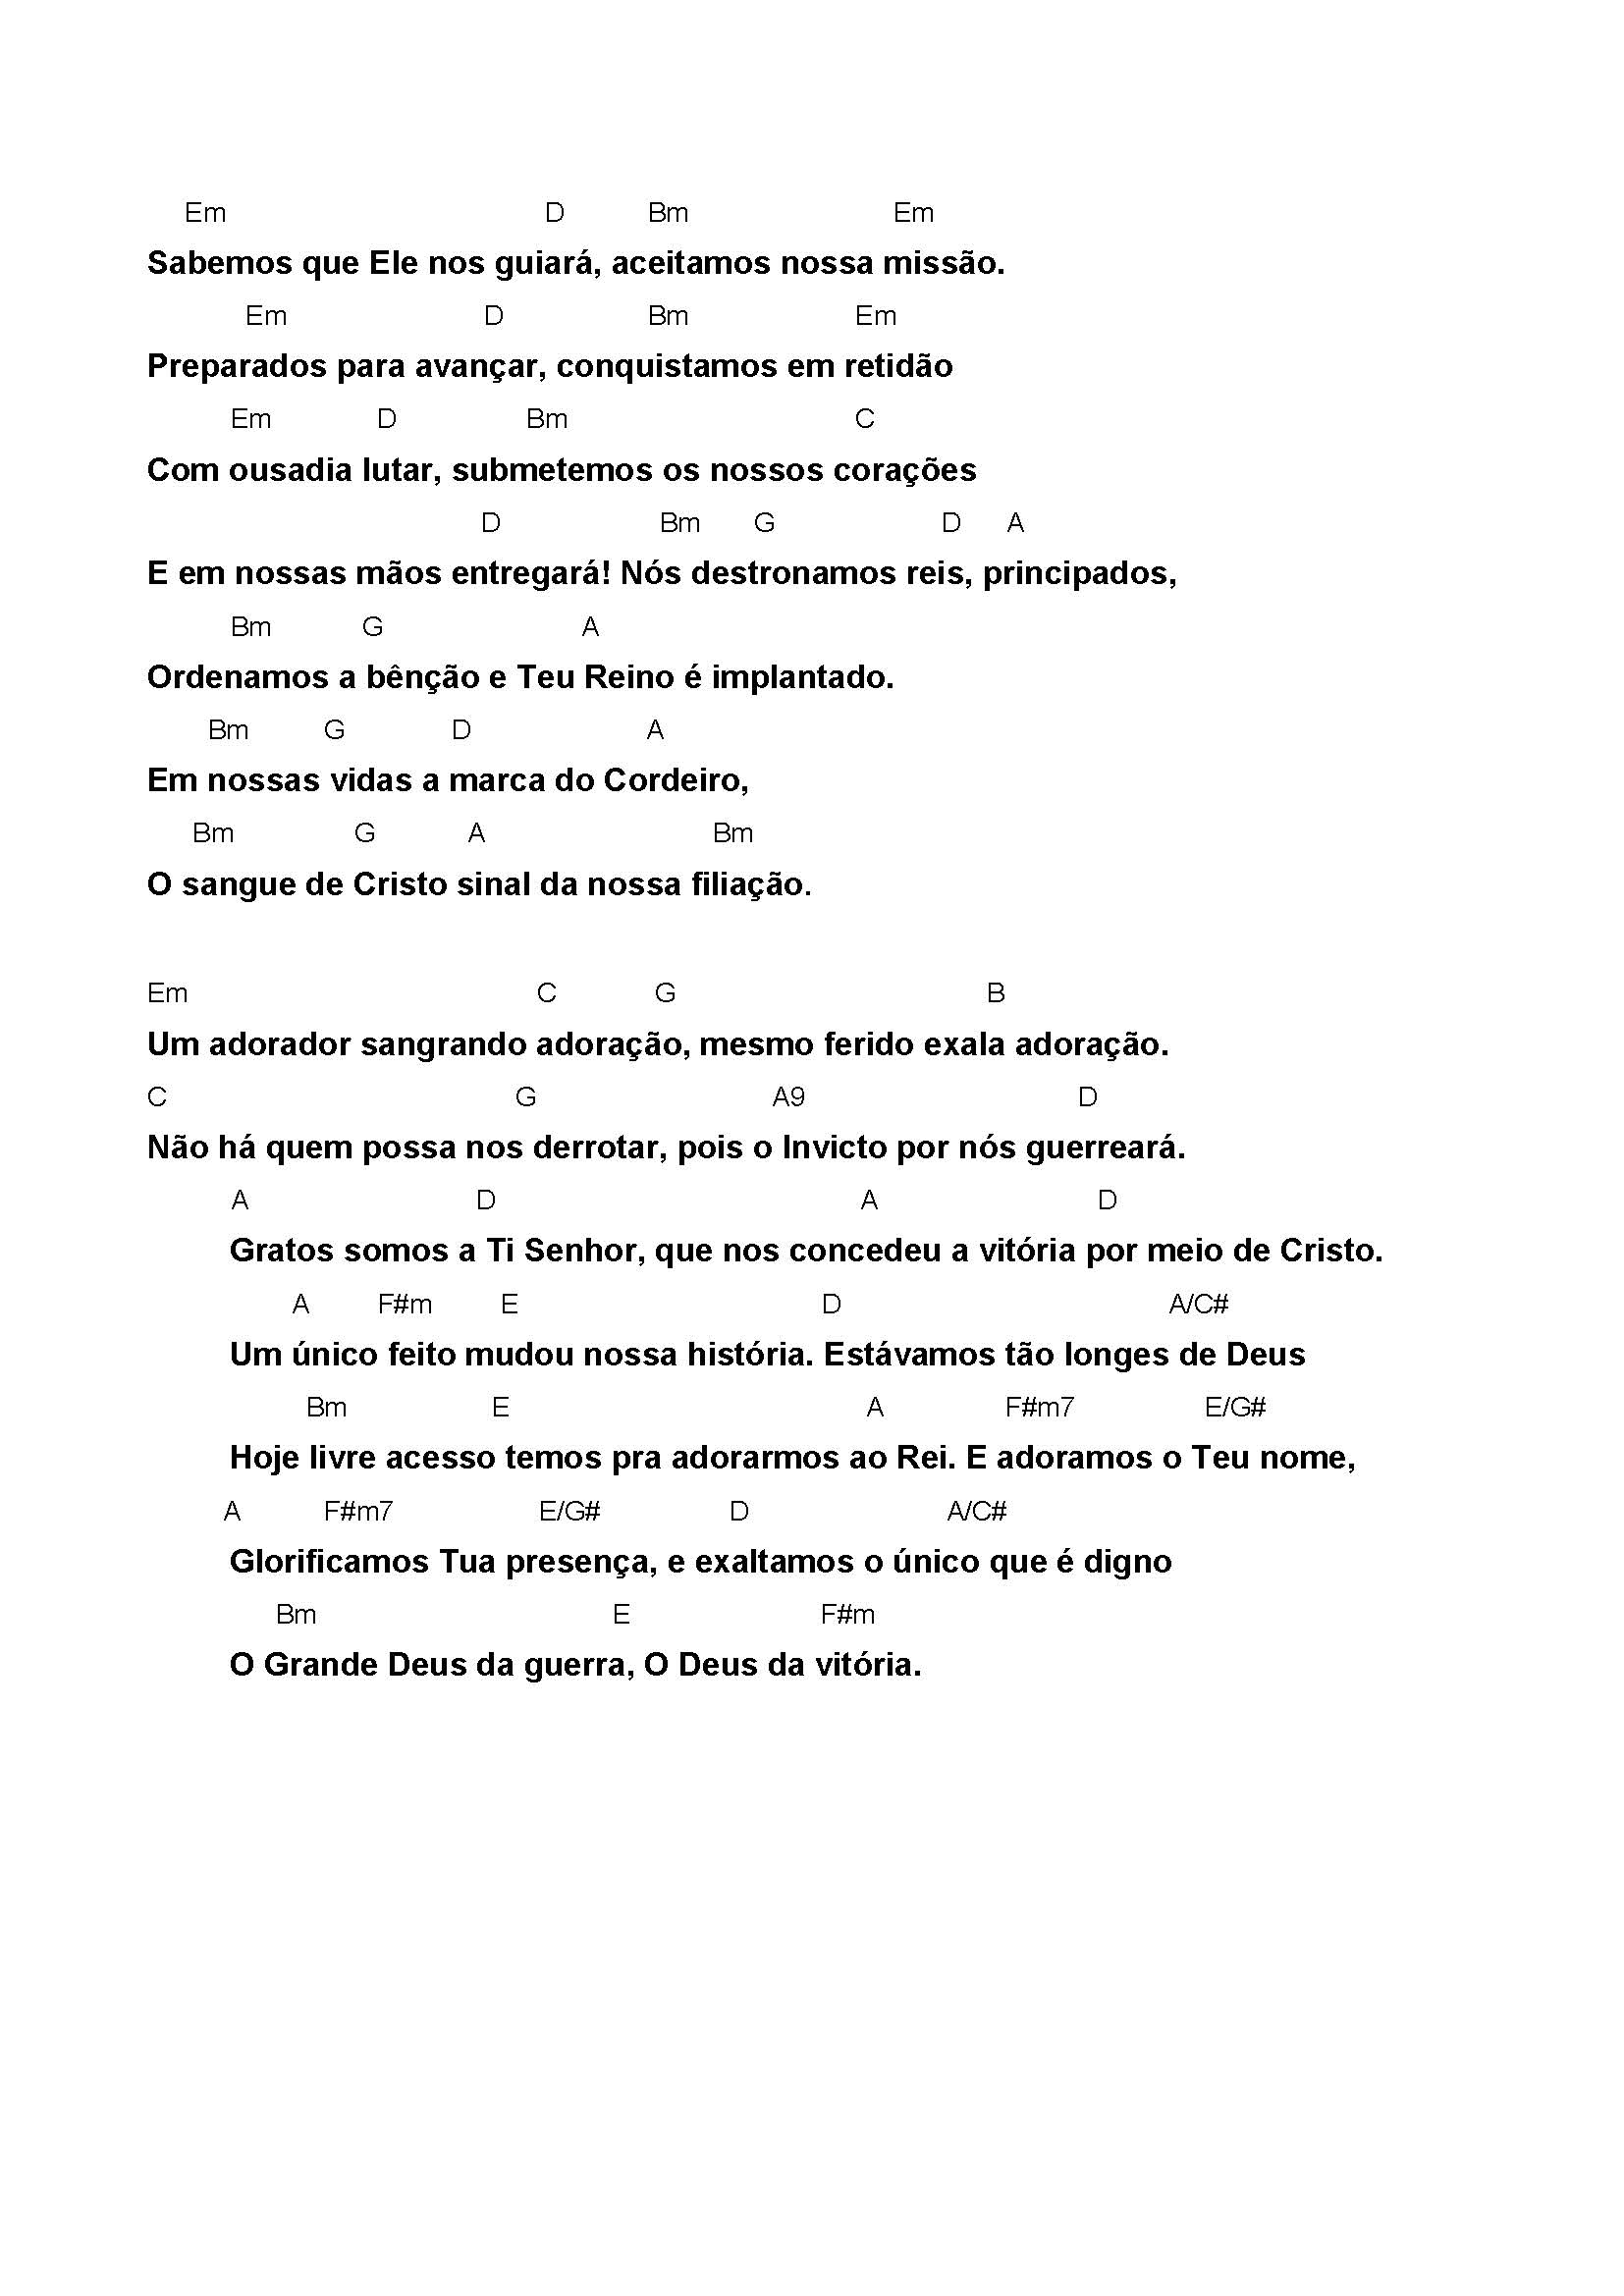 Em D Bm Em
Sabemos que Ele nos guiará, aceitamos nossa missão.
Em D Bm Em
Preparados para avançar, conquistamos em retidão
Em D Bm C
Com ousadia lutar, submetemos os nossos corações
D Bm G D A
E em nossas mãos entregará! Nós destronamos reis, principados,
Bm G A
Ordenamos a bênção e Teu Reino é implantado.
Bm G D A
Em nossas vidas a marca do Cordeiro,
Bm G A Bm
O sangue de Cristo sinal da nossa filiação.
Em C G B
Um adorador sangrando adoração, mesmo ferido exala adoração.
C G A9 D
Não há quem possa nos derrotar, pois o Invicto por nós guerreará.
A D A D
Gratos somos a Ti Senhor, que nos concedeu a vitória por meio de Cristo.
A F#m E D A/C#
Um único feito mudou nossa história. Estávamos tão longes de Deus
Bm E A F#m7 E/G#
Hoje livre acesso temos pra adorarmos ao Rei. E adoramos o Teu nome,
A F#m7 E/G# D A/C#
Glorificamos Tua presença, e exaltamos o único que é digno
Bm E F#m
O Grande Deus da guerra, O Deus da vitória.